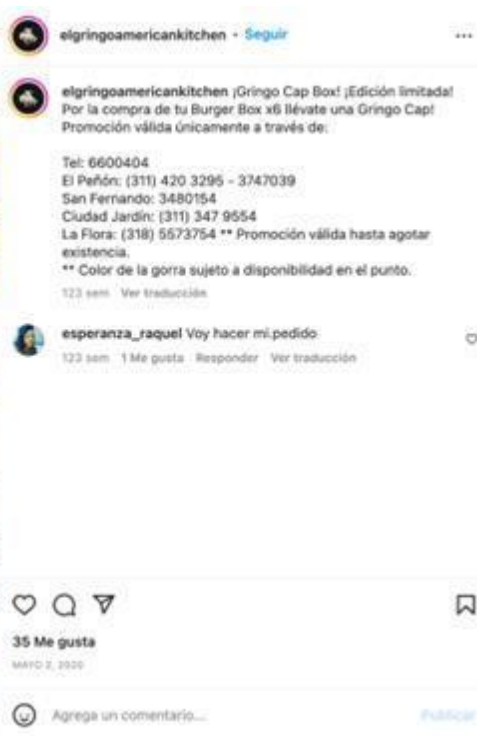 elgringoamericankitchen • Seguir
elgringoamericankitchen ¡Gringo Cap Box! ¡Edición limitada!
Por la compra de tu Burger Box x6 llévate una Gringo Cap!
Promoción válida únicamente a través de:
Tel: 6600404
El Peñón: (311) 420 3295 - 3747039
San Fernando: 3480154
Ciudad Jardín: (311) 347 9554
La Flora: (318) 5573754 ** Promoción válida hasta agotar
existencia.
** Color de la gorra sujeto a disponibilidad en el punto.
123 sem Ver traducción
esperanza_raquel Voy hacer mi.pedido
123 sem 1 Me gusta Responder Ver traducción
35 Me gusta
MAYO 2, 2020
Agrega un comentario...
Publicar